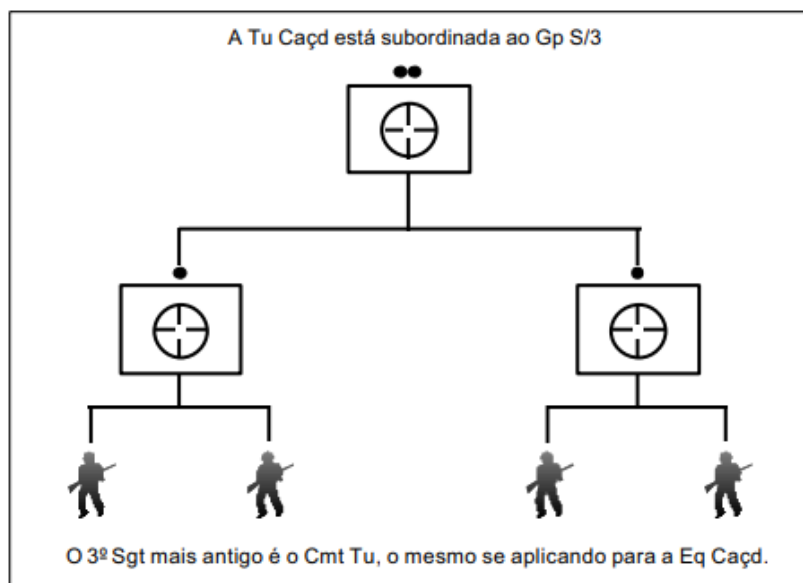 A Tu Caçd está subordinada ao Gp S/3
O 3º Sgt mais antigo é o Cmt Tu, o mesmo se aplicando para a Eq Caçd.